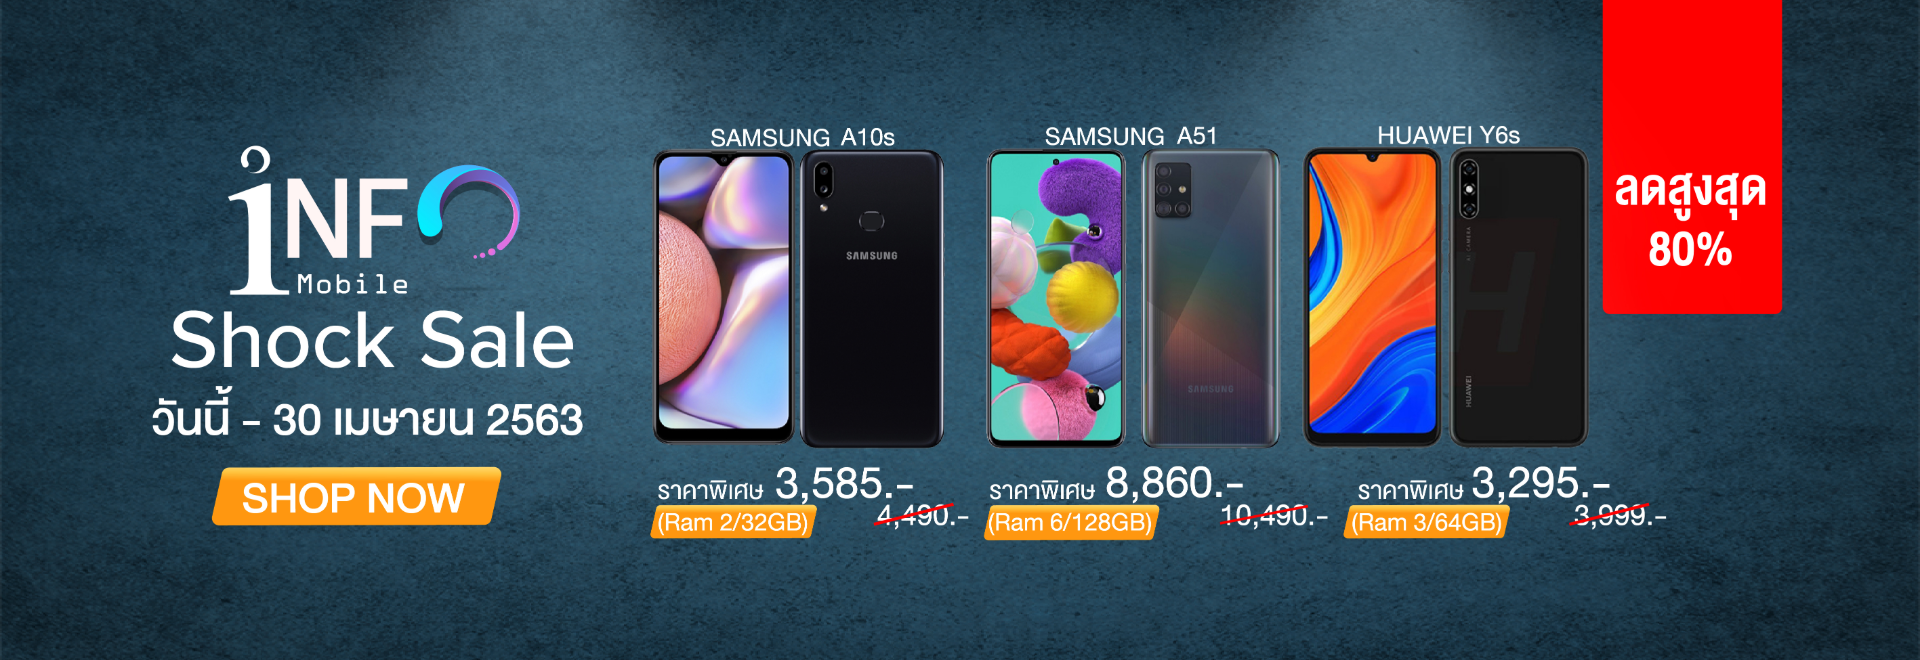 iNFO
Mobile
Shock Sale
วันนี้ - 30 เมษายน 2563
SHOP NOW
SAMSUNG A10s
SAMSUNG
ราคาพิเศษ 3,585.-
(Ram 2/32GB) 4,490.-
SAMSUNG A51
SAMSUNG
ราคาพิเศษ 8,860.-
(Ram 6/128GB) 10,490.-
HUAWEI Y6s
AI CAMERA
HUAWEI
ราคาพิเศษ 3,295.-
(Ram 3/64GB) 3,999.-
ลดสูงสุด
80%